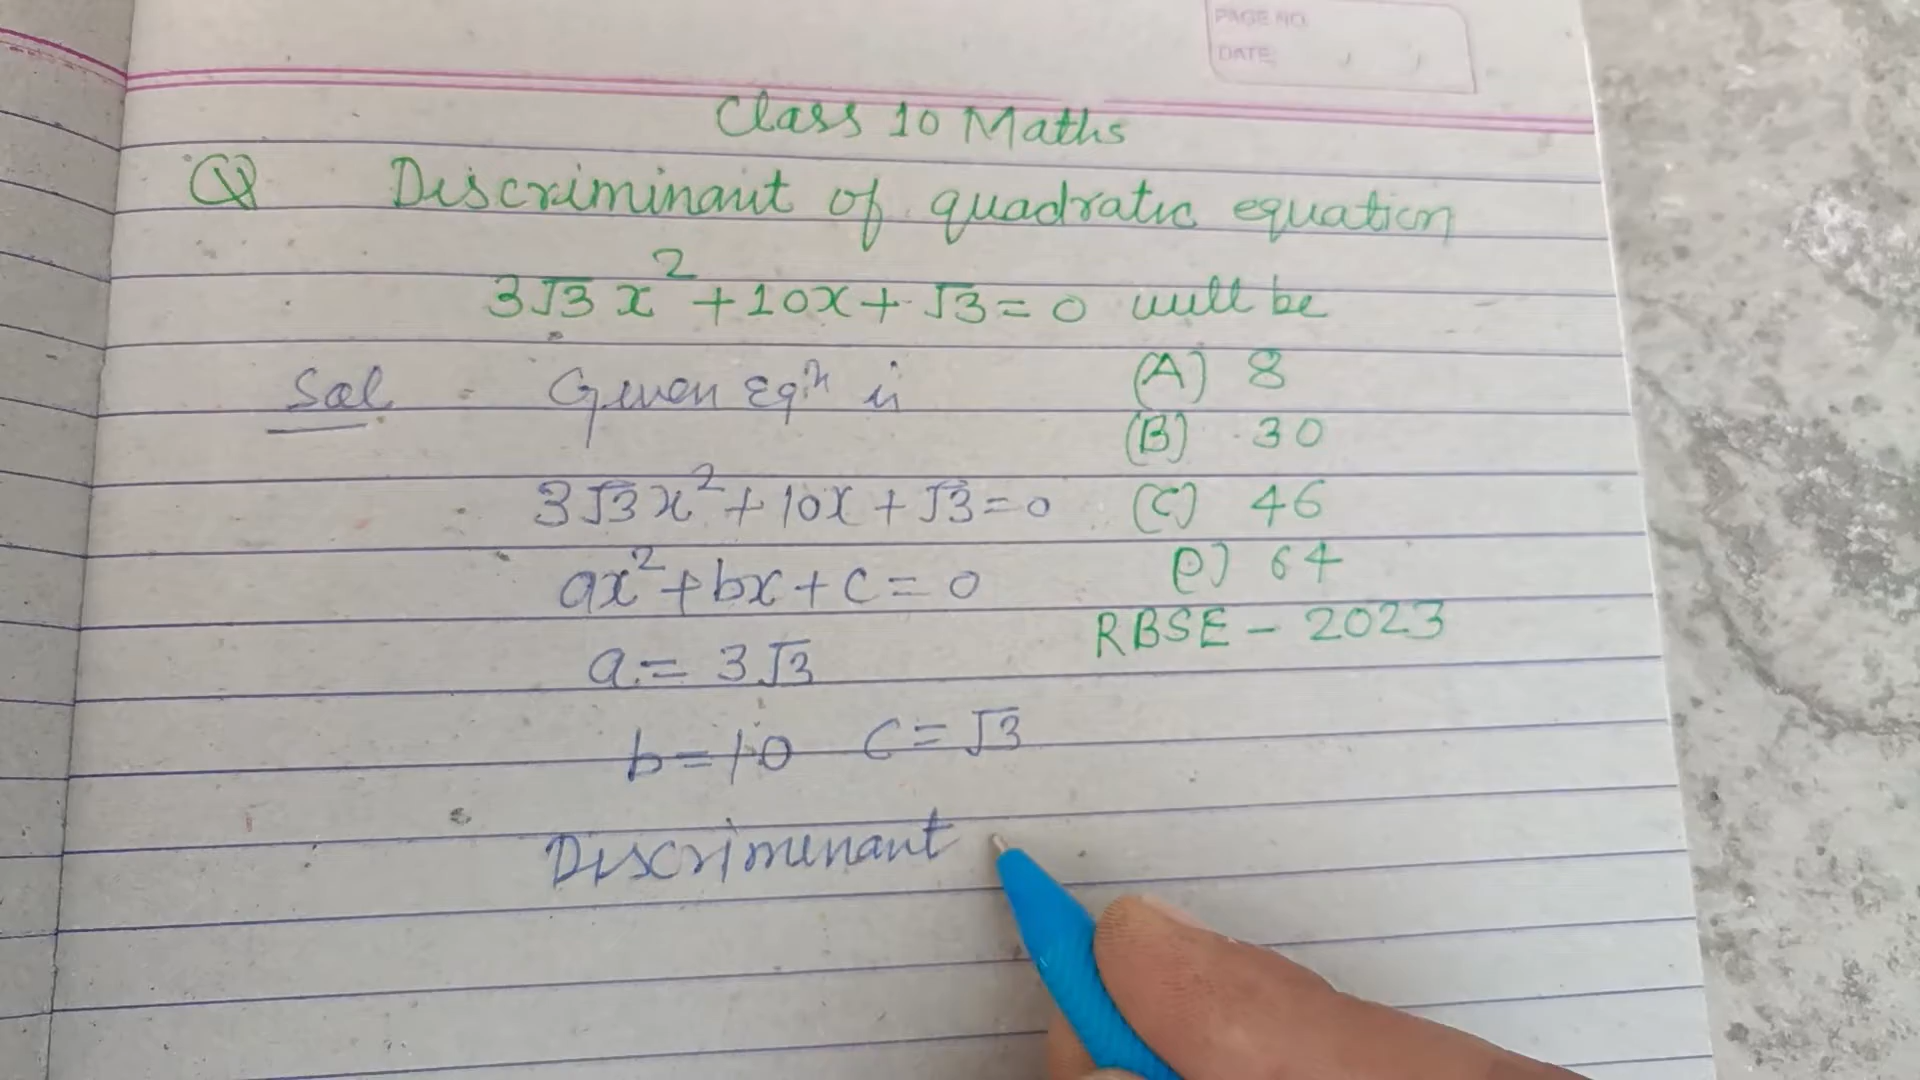 PAGE NO.
DATE
Class 10 Maths
Q Discriminant of quadratic equation
3√3 x² + 10x + √3 = 0 will be
Sol Given Eqⁿ is
(A) 8
(B) 30
3√3x² + 10x + √3 = 0
(C) 46
ax² + bx + c = 0
D) 64
RBSE - 2023
a = 3√3
b = 10 c = √3
Discriminant